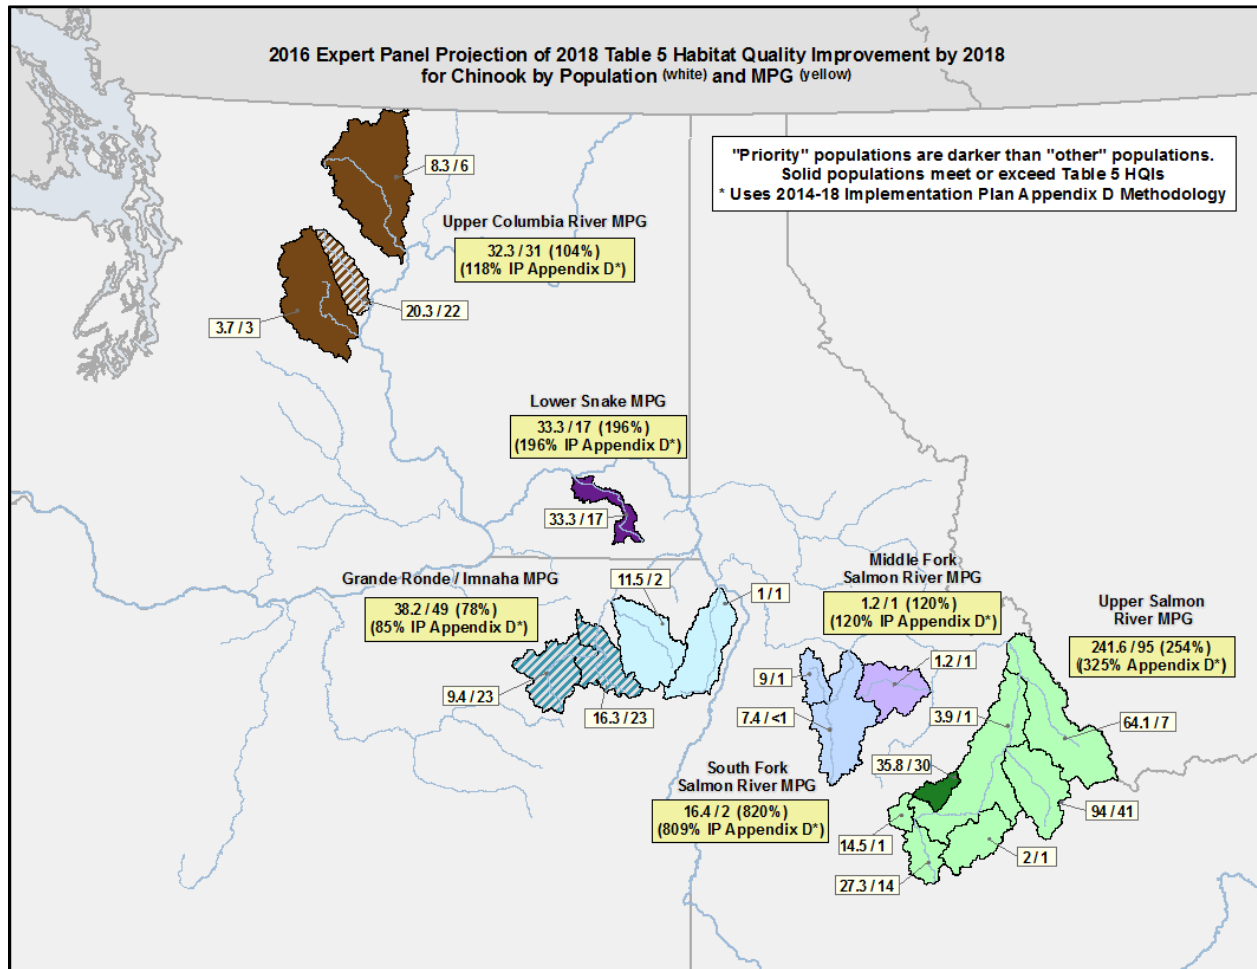 2016 Expert Panel Projection of 2018 Table 5 Habitat Quality Improvement by 2018
for Chinook by Population (white) and MPG (yellow)
"Priority" populations are darker than "other" populations.
Solid populations meet or exceed Table 5 HQIs
* Uses 2014-18 Implementation Plan Appendix D Methodology
8.3 / 6
Upper Columbia River MPG
32.3 / 31 (104%)
(118% IP Appendix D*)
20.3 / 22
3.7 / 3
Lower Snake MPG
33.3 / 17 (196%)
(196% IP Appendix D*)
33.3 / 17
Grande Ronde / Imnaha MPG
38.2 / 49 (78%)
(85% IP Appendix D*)
11.5 / 2
1 / 1
9.4 / 23
16.3 / 23
Middle Fork
Salmon River MPG
1.2 / 1 (120%)
(120% IP Appendix D*)
Upper Salmon
River MPG
241.6 / 95 (254%)
(325% Appendix D*)
9 / 1
1.2 / 1
7.4 / <1
3.9 / 1
64.1 / 7
South Fork
Salmon River MPG
16.4 / 2 (820%)
(809% IP Appendix D*)
35.8 / 30
94 / 41
14.5 / 1
2 / 1
27.3 / 14